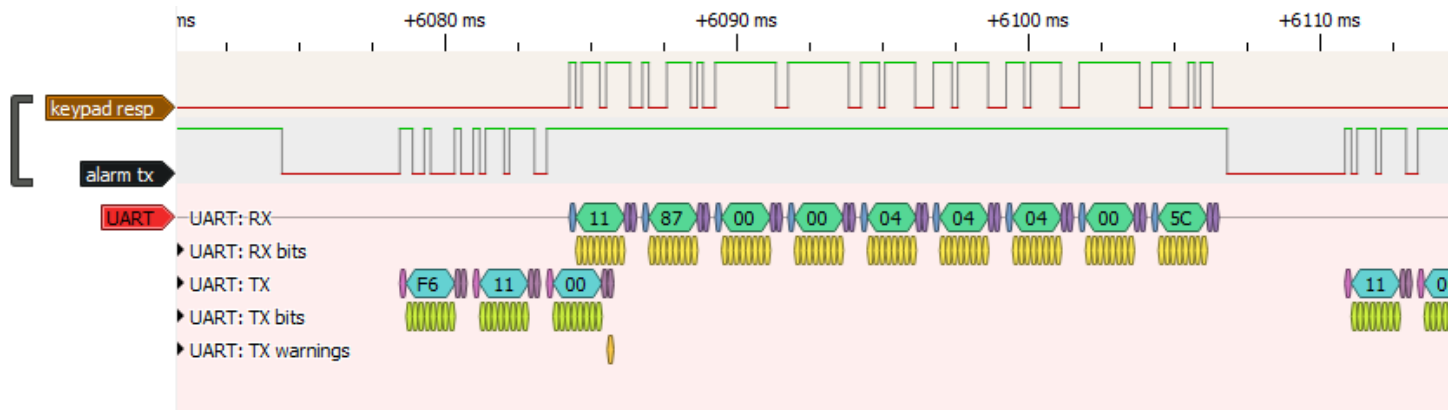 ms +6080 ms +6090 ms +6100 ms +6110 ms
keypad resp
alarm tx
UART UART: RX 11 87 00 00 04 04 04 00 5C
UART: RX bits
UART: TX F6 11 00 11 0
UART: TX bits
UART: TX warnings